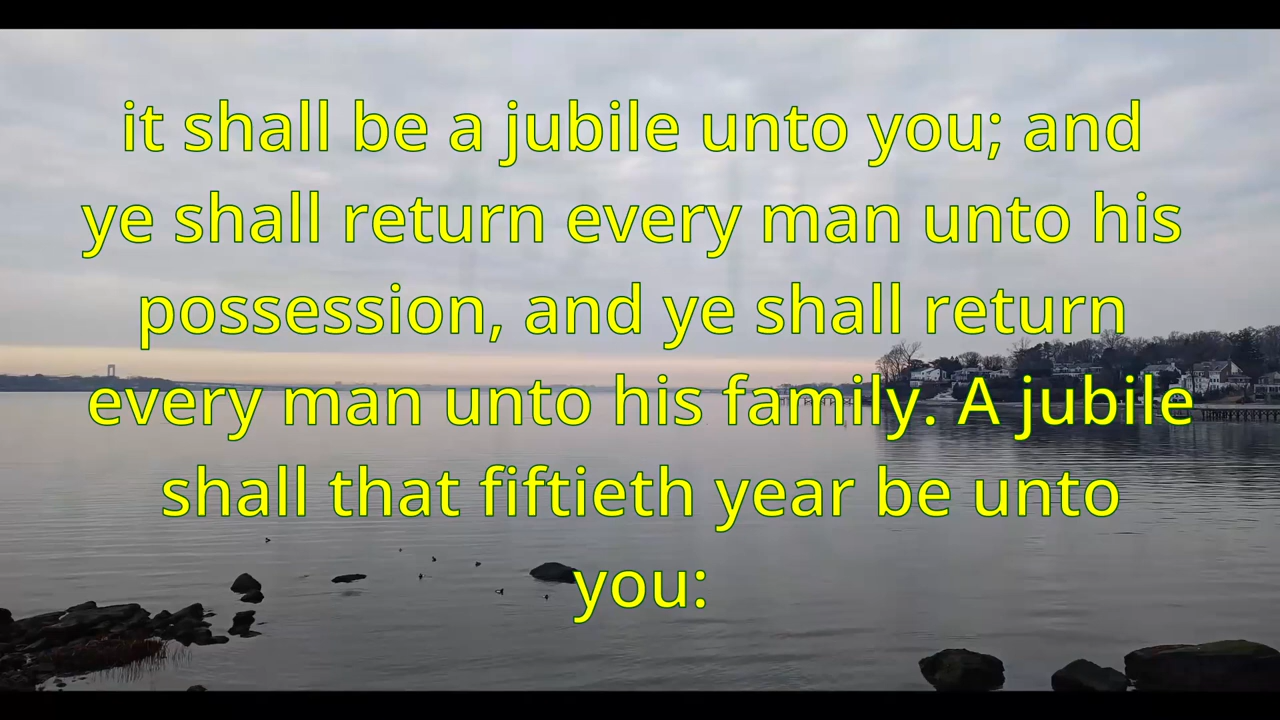 it shall be a jubile unto you; and
ye shall return every man unto his
possession, and ye shall return
every man unto his family. A jubile
shall that fiftieth year be unto
you: